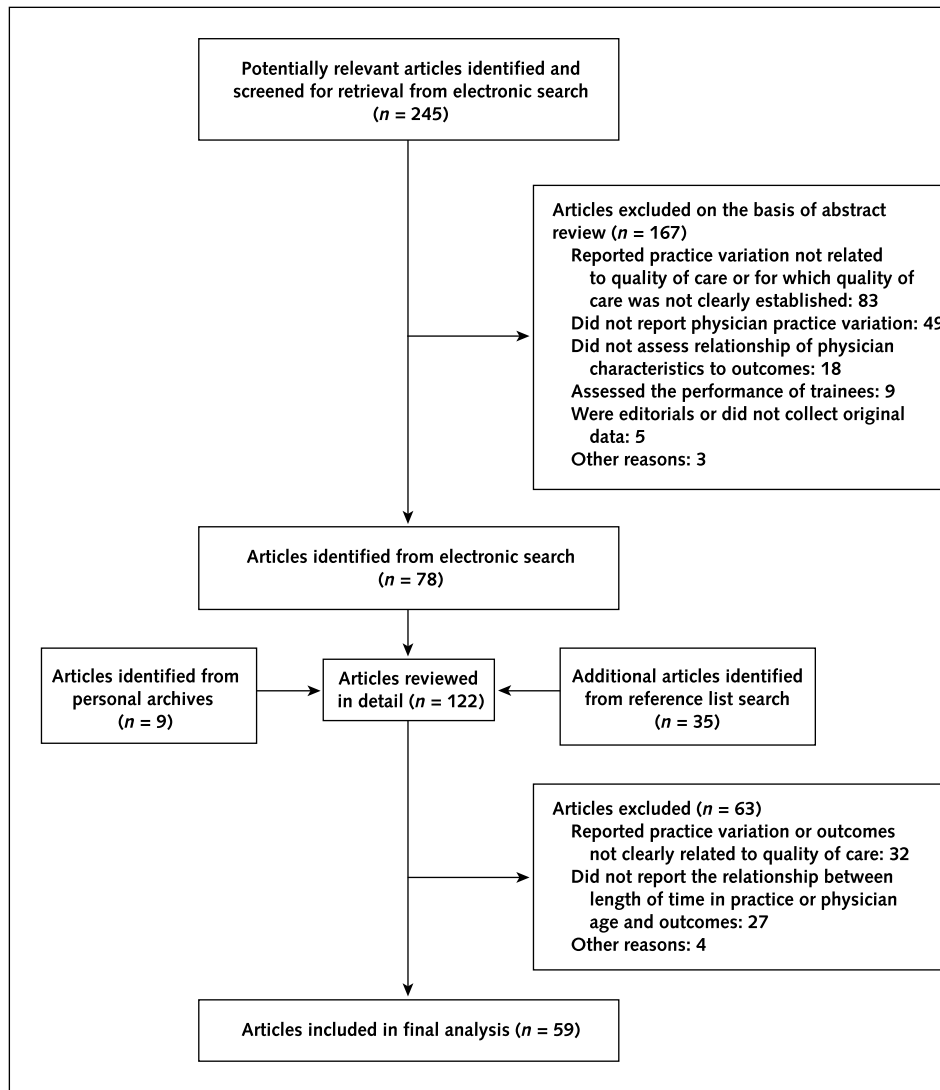 Potentially relevant articles identified and
screened for retrieval from electronic search
(n = 245)
Articles excluded on the basis of abstract
review (n = 167)
Reported practice variation not related
to quality of care or for which quality of
care was not clearly established: 83
Did not report physician practice variation: 49
Did not assess relationship of physician
characteristics to outcomes: 18
Assessed the performance of trainees: 9
Were editorials or did not collect original
data: 5
Other reasons: 3
Articles identified from electronic search
(n = 78)
Articles identified from
personal archives
(n = 9)
Articles reviewed
in detail (n = 122)
Additional articles identified
from reference list search
(n = 35)
Articles excluded (n = 63)
Reported practice variation or outcomes
not clearly related to quality of care: 32
Did not report the relationship between
length of time in practice or physician
age and outcomes: 27
Other reasons: 4
Articles included in final analysis (n = 59)